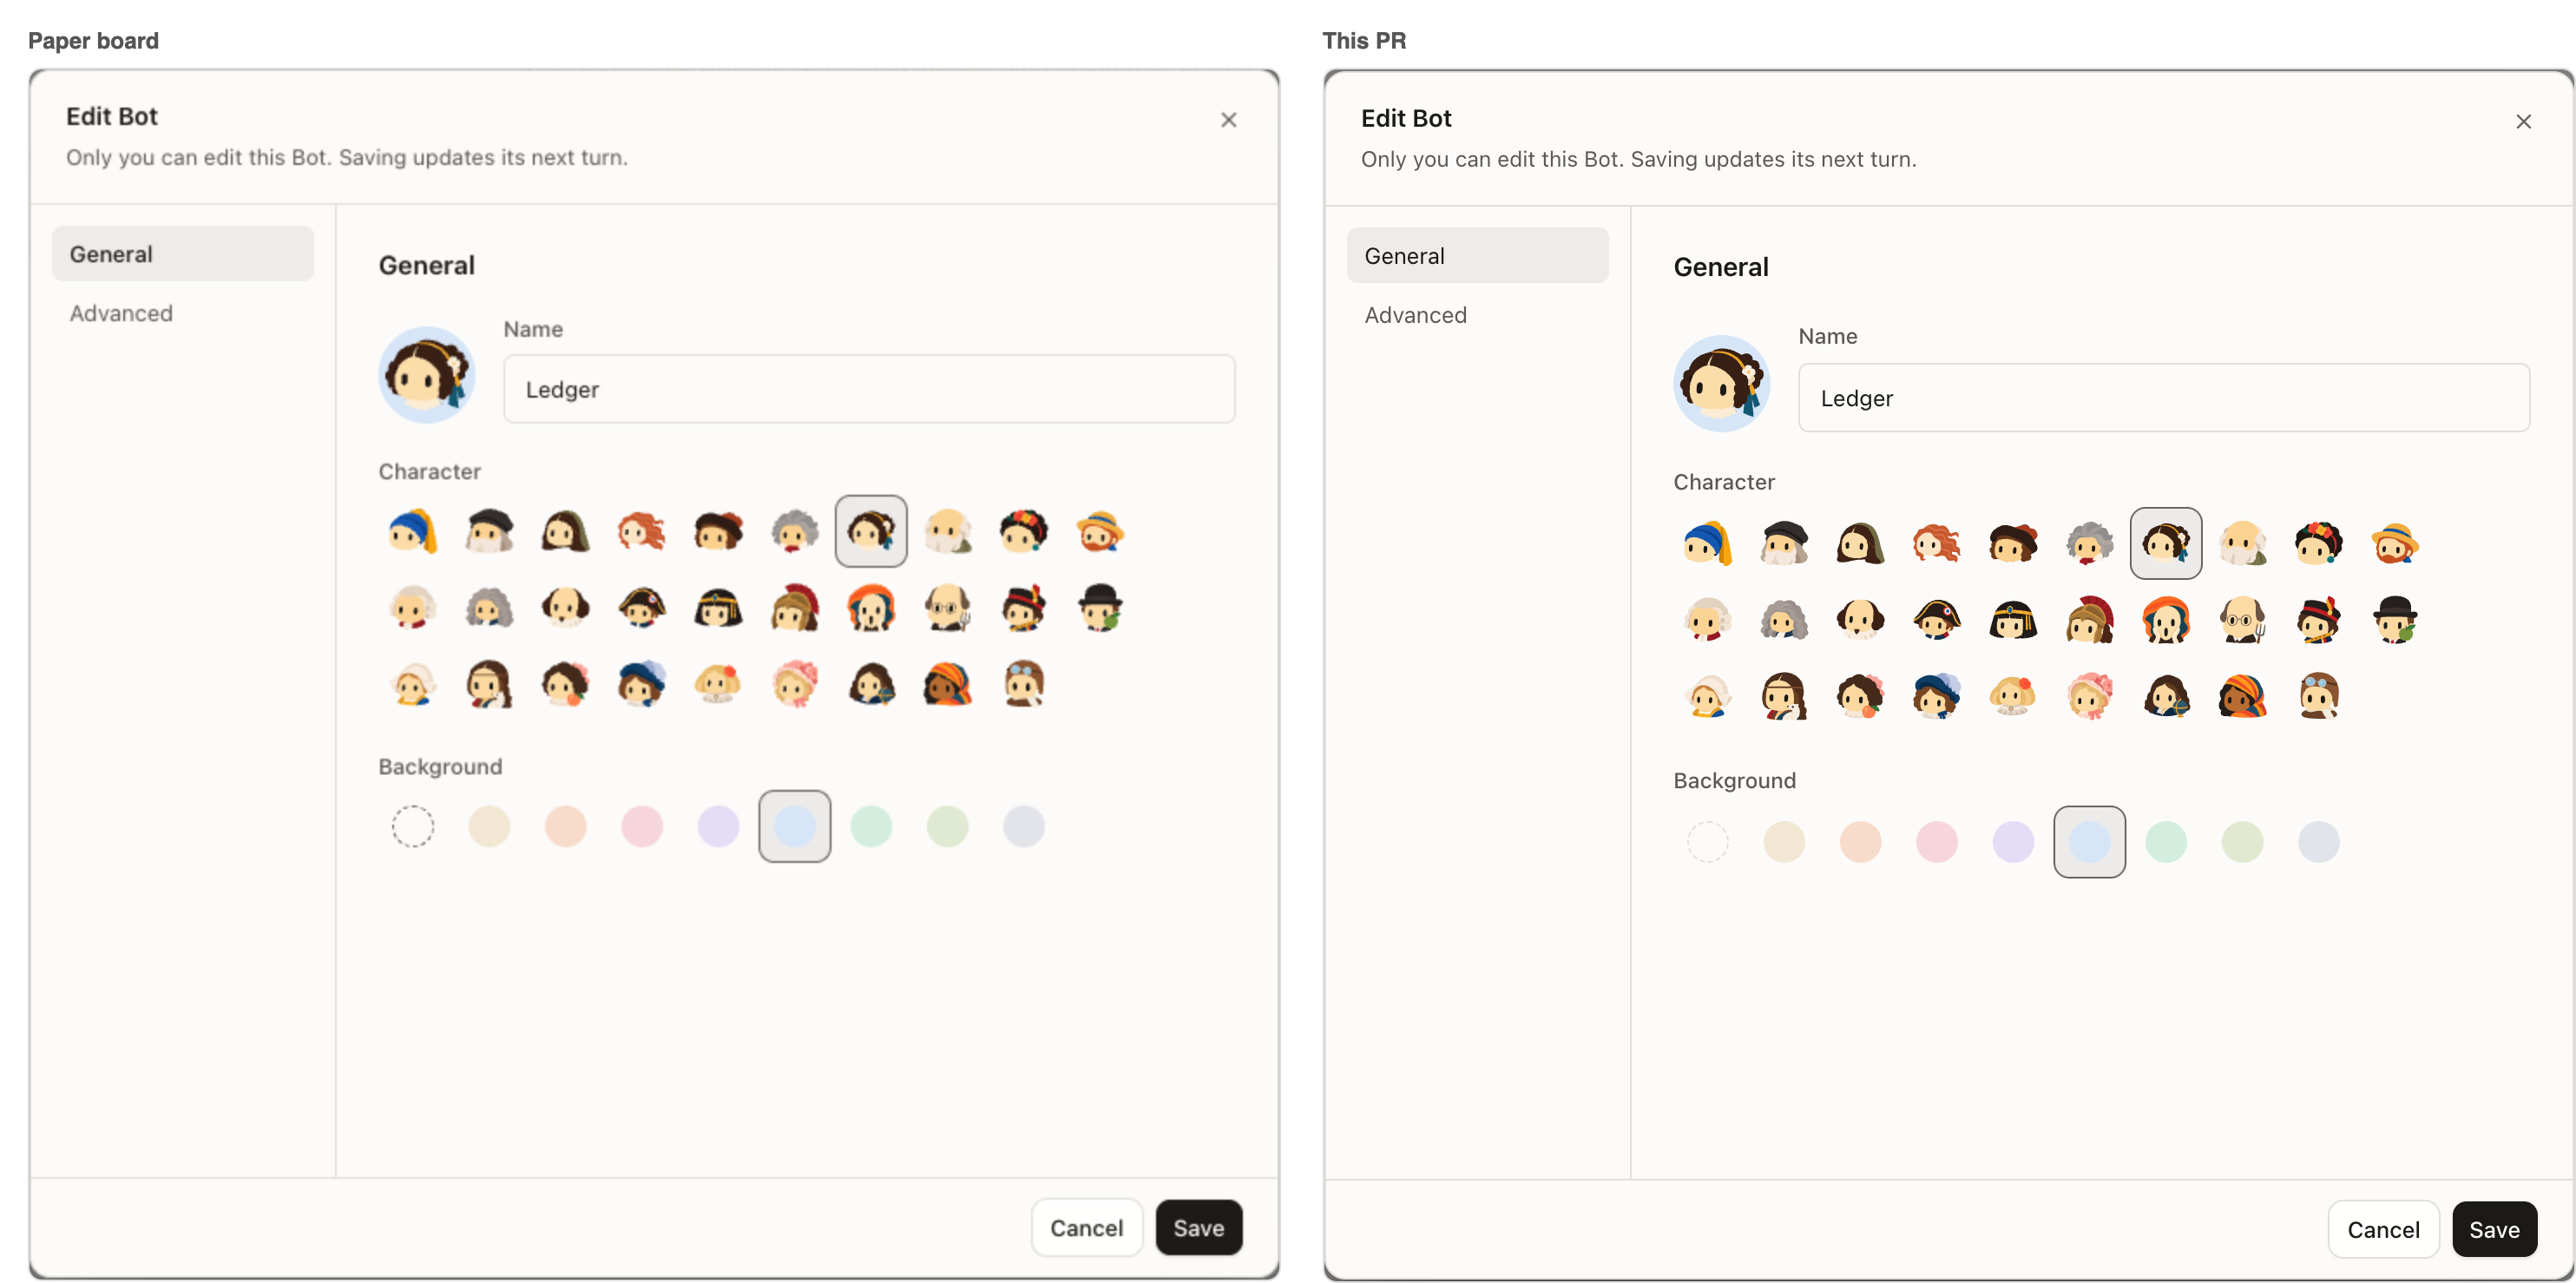 Paper board
Edit Bot
Only you can edit this Bot. Saving updates its next turn.
General
Advanced
General
Name
Ledger
Character
Background
Cancel
Save
This PR
Edit Bot
Only you can edit this Bot. Saving updates its next turn.
General
Advanced
General
Name
Ledger
Character
Background
Cancel
Save